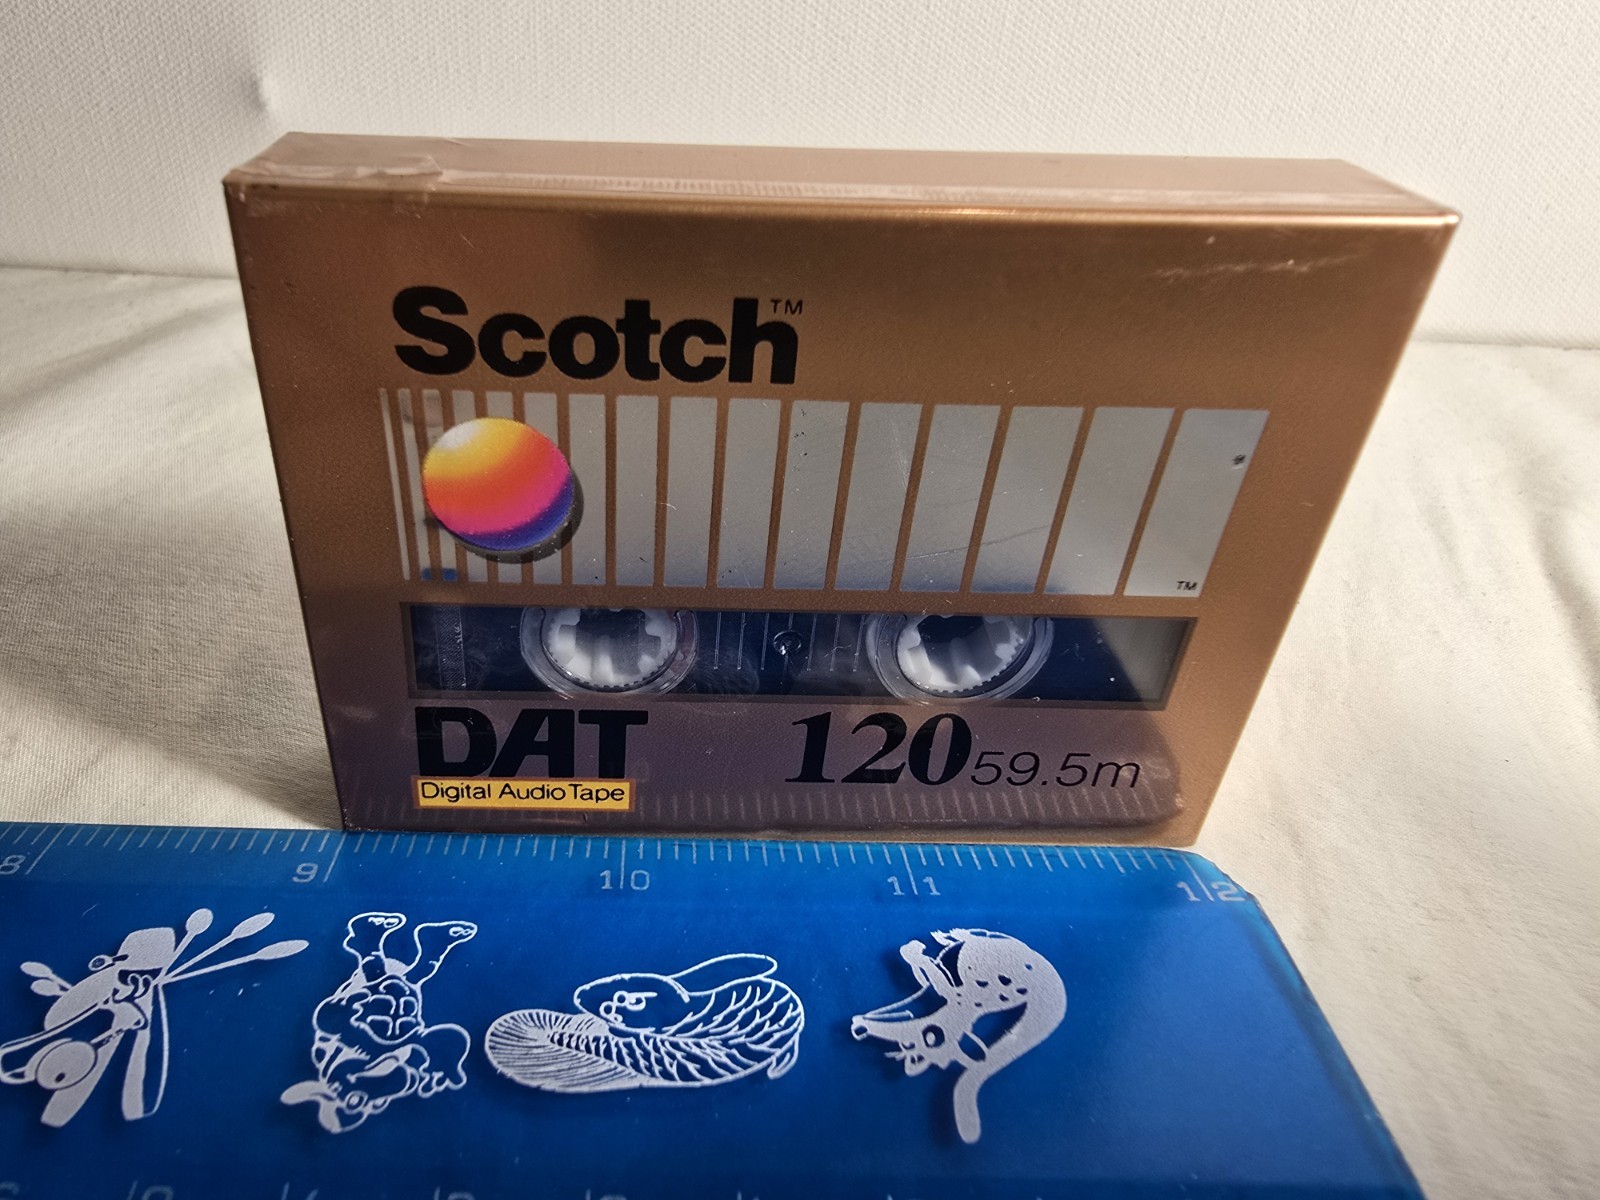 Scotch™
TM
DAT
120 59.5m
Digital Audio Tape
8 9 10 11 12